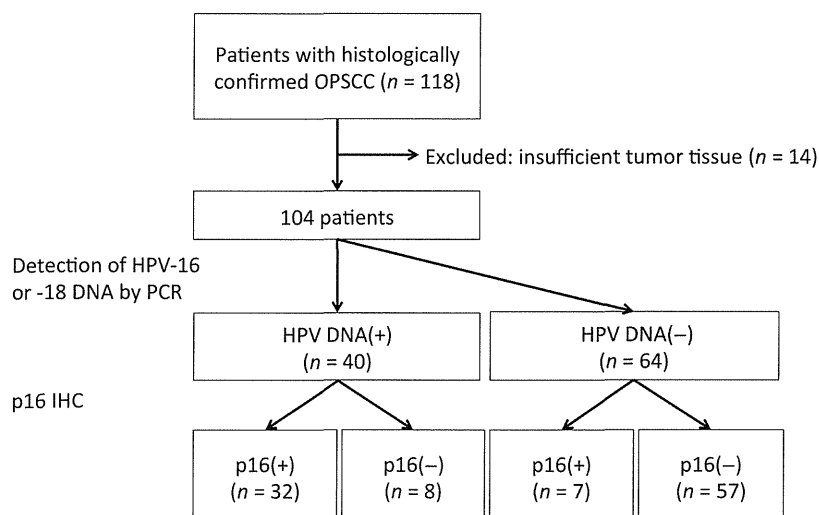 Patients with histologically
confirmed OPSCC (n = 118)
Excluded: insufficient tumor tissue (n = 14)
104 patients
Detection of HPV-16
or -18 DNA by PCR
HPV DNA(+)
(n = 40)
HPV DNA(−)
(n = 64)
p16 IHC
p16(+)
(n = 32)
p16(−)
(n = 8)
p16(+)
(n = 7)
p16(−)
(n = 57)